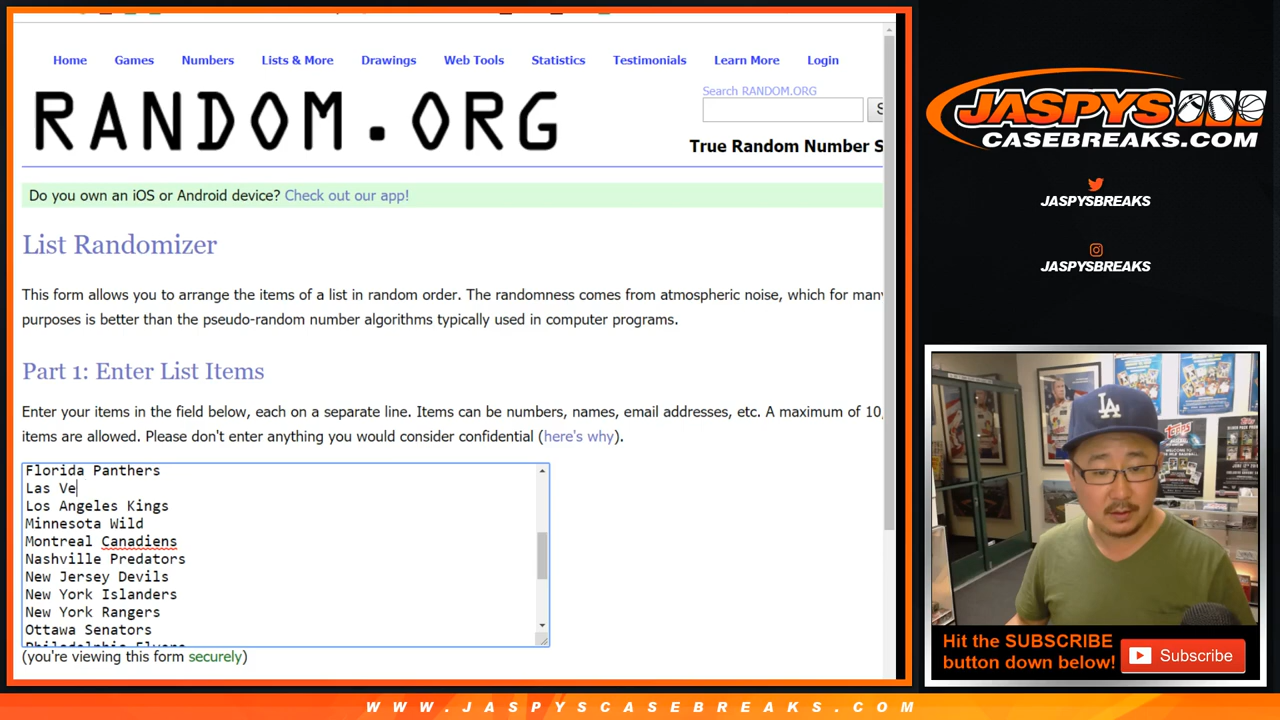 Home Games Numbers Lists & More Drawings Web Tools Statistics Testimonials Learn More Login
RANDOM.ORG
Search RANDOM.ORG
S
True Random Number S
Do you own an iOS or Android device? Check out our app!
List Randomizer
This form allows you to arrange the items of a list in random order. The randomness comes from atmospheric noise, which for man
purposes is better than the pseudo-random number algorithms typically used in computer programs.
Part 1: Enter List Items
Enter your items in the field below, each on a separate line. Items can be numbers, names, email addresses, etc. A maximum of 10,
items are allowed. Please don't enter anything you would consider confidential (here's why).
Florida Panthers
Las Ve
Los Angeles Kings
Minnesota Wild
Montreal Canadiens
Nashville Predators
New Jersey Devils
New York Islanders
New York Rangers
Ottawa Senators
Philadelphia Flyers
(you're viewing this form securely)
JASPYS
CASEBREAKS.COM
JASPYSBREAKS
JASPYSBREAKS
LA
topps
Hit the SUBSCRIBE
button down below!
Subscribe
WWW.JASPYSCASEBREAKS.COM